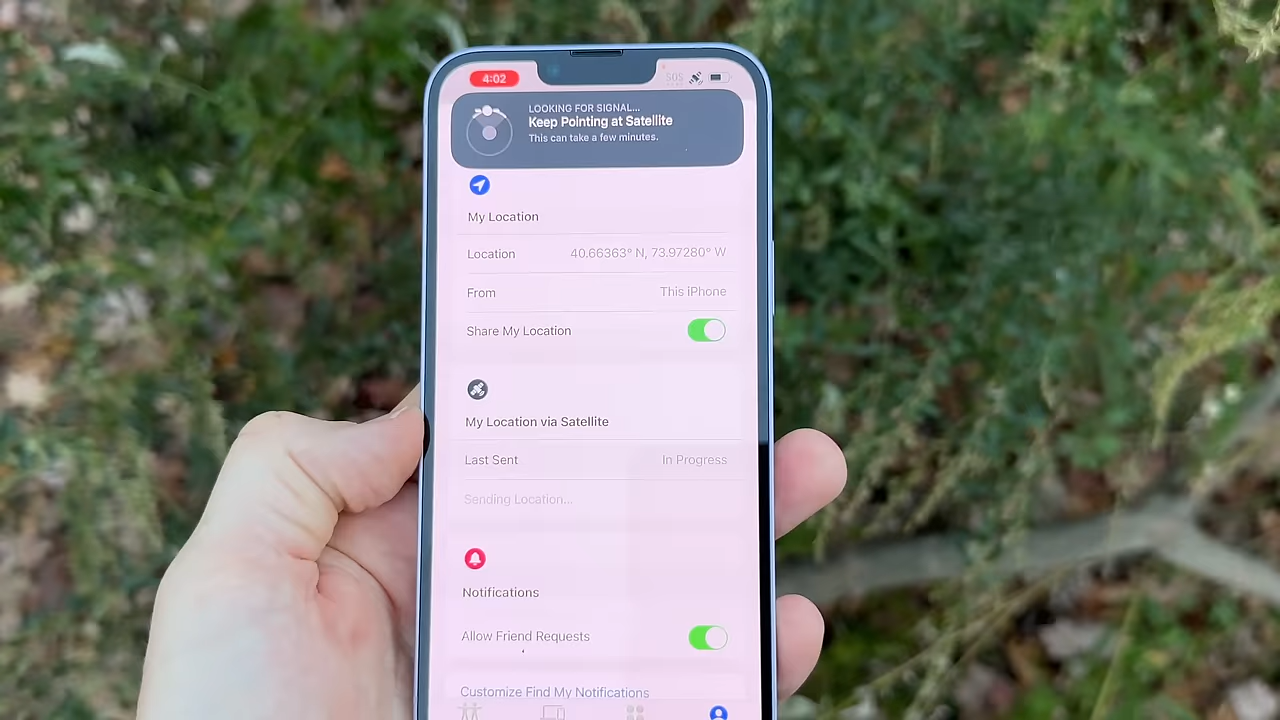 4:02
SOS
LOOKING FOR SIGNAL...
Keep Pointing at Satellite
This can take a few minutes.
My Location
Location 40.66363° N, 73.97280° W
From This iPhone
Share My Location
My Location via Satellite
Last Sent In Progress
Sending Location...
Notifications
Allow Friend Requests
Customize Find My Notifications